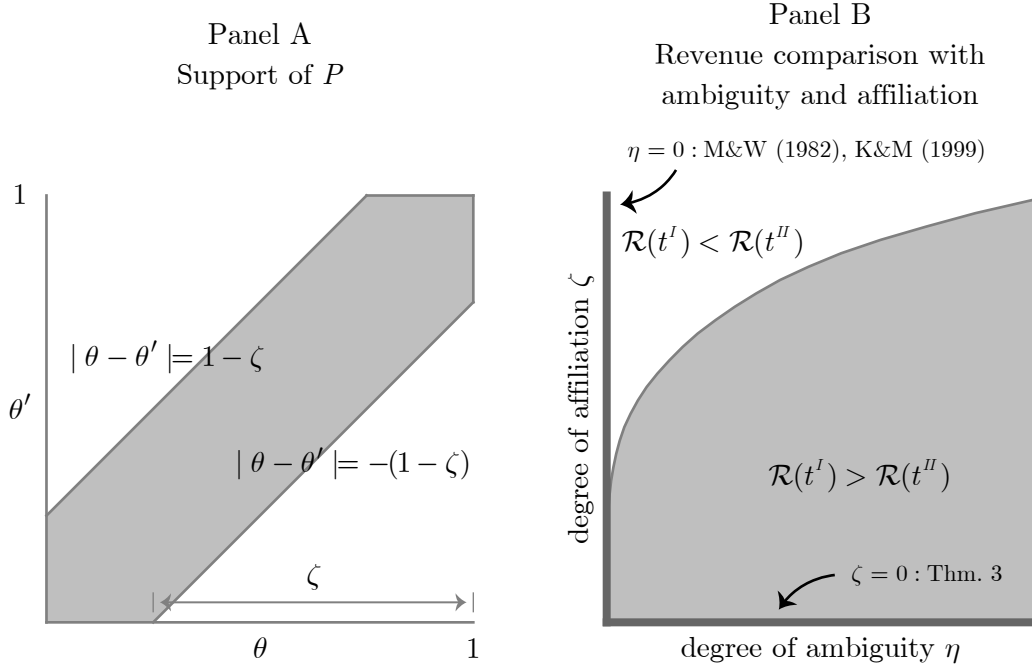 Panel A
Support of P
1
| θ − θ′ |= 1 − ζ
θ′
| θ − θ′ |= −(1 − ζ)
ζ
θ
1
Panel B
Revenue comparison with
ambiguity and affiliation
η = 0 : M&W (1982), K&M (1999)
ℛ(t^I) < ℛ(t^II)
degree of affiliation ζ
ℛ(t^I) > ℛ(t^II)
ζ = 0 : Thm. 3
degree of ambiguity η